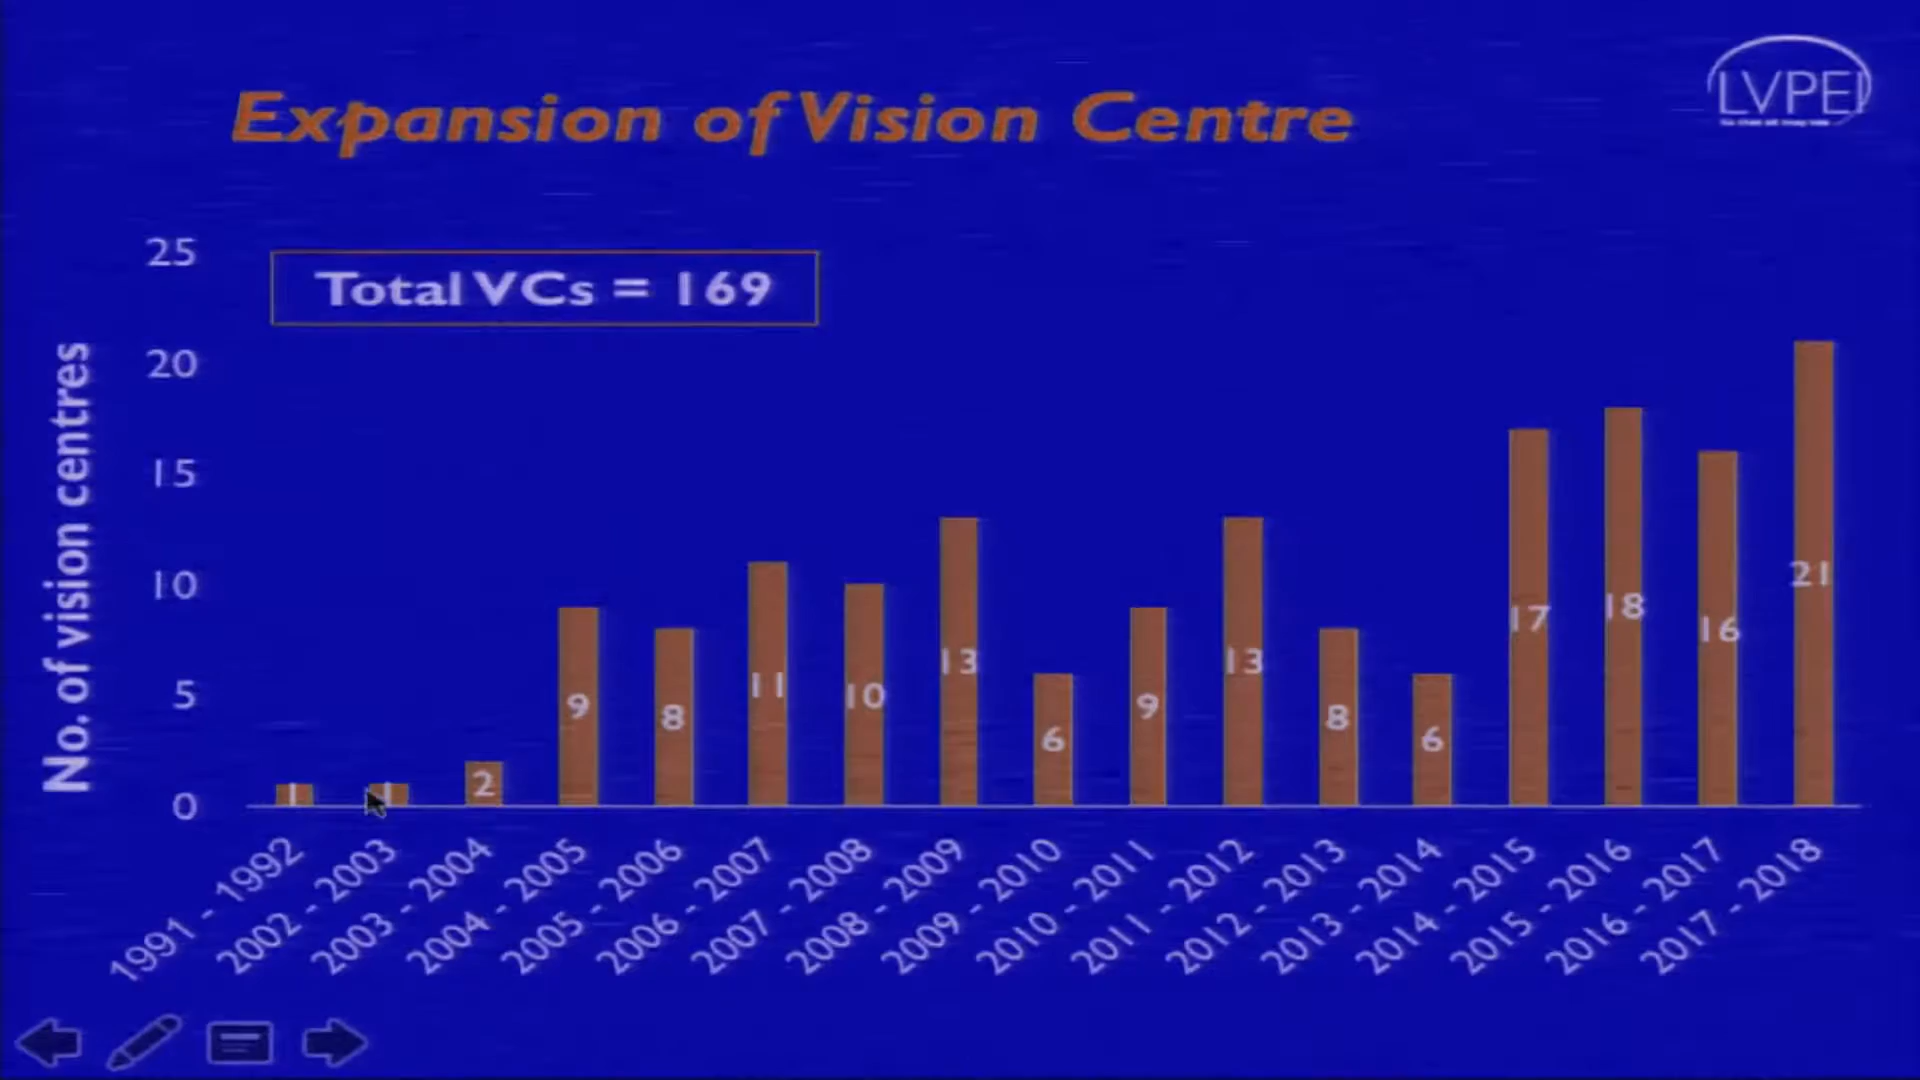 Expansion of Vision Centre
LVPEI
Total VCs = 169
No. of vision centres
25
20
15
10
5
0
1
1
2
9
8
11
10
13
6
9
13
8
6
17
18
16
21
1991 - 1992
2002 - 2003
2003 - 2004
2004 - 2005
2005 - 2006
2006 - 2007
2007 - 2008
2008 - 2009
2009 - 2010
2010 - 2011
2011 - 2012
2012 - 2013
2013 - 2014
2014 - 2015
2015 - 2016
2016 - 2017
2017 - 2018